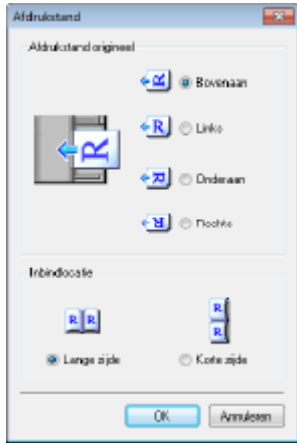 Afdrukstand
Afdrukstand origineel
R
Bovenaan
R
R
Links
R
Onderaan
R
Rechts
Inbindlocatie
R R
R
R
Lange zijde
Korte zijde
OK
Annuleren